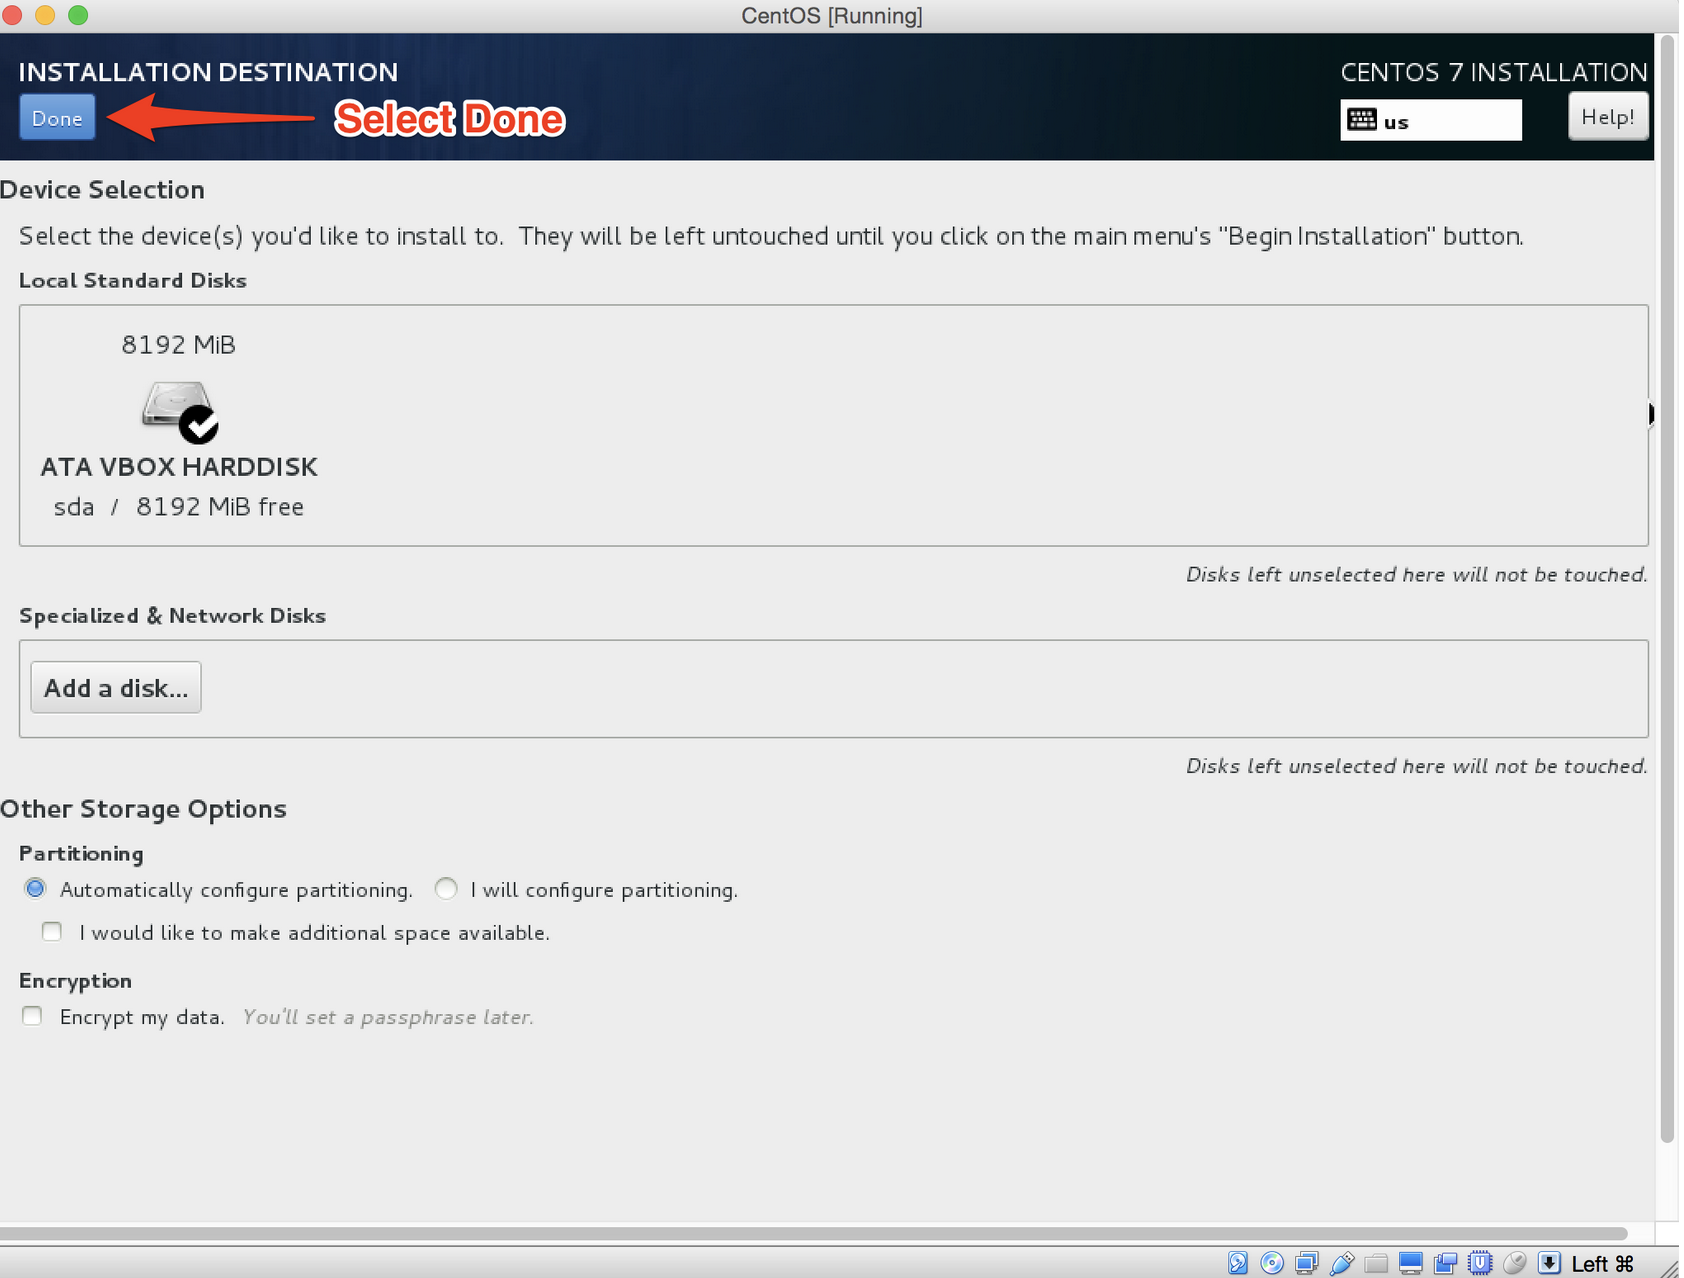 CentOS [Running]
INSTALLATION DESTINATION
CENTOS 7 INSTALLATION
Done
Select Done
us
Help!
Device Selection
Select the device(s) you'd like to install to. They will be left untouched until you click on the main menu's "Begin Installation" button.
Local Standard Disks
8192 MiB
ATA VBOX HARDDISK
sda / 8192 MiB free
Disks left unselected here will not be touched.
Specialized & Network Disks
Add a disk...
Disks left unselected here will not be touched.
Other Storage Options
Partitioning
Automatically configure partitioning. I will configure partitioning.
I would like to make additional space available.
Encryption
Encrypt my data. You'll set a passphrase later.
Left ⌘